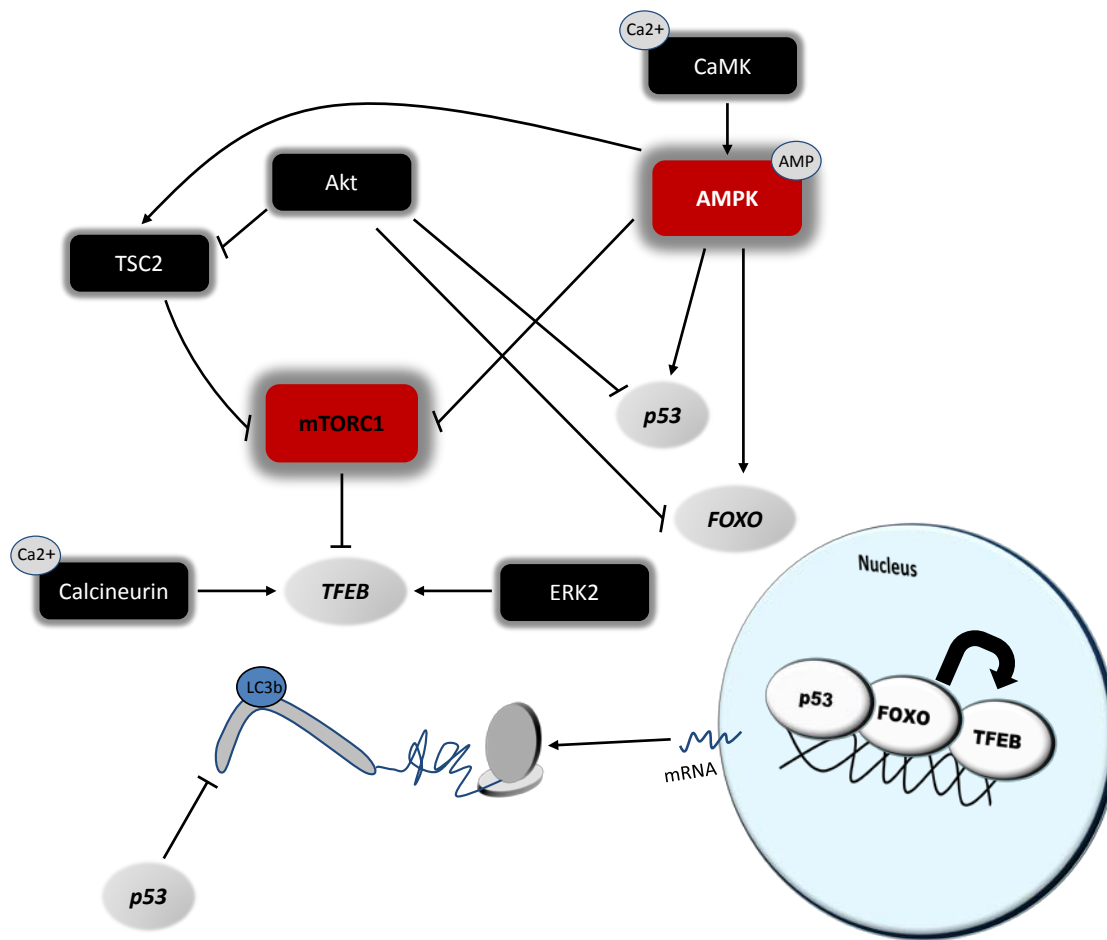 Ca2+
CaMK
AMP
Akt
AMPK
TSC2
mTORC1
p53
FOXO
Ca2+
Calcineurin
TFEB
ERK2
Nucleus
LC3b
p53
FOXO
TFEB
mRNA
p53